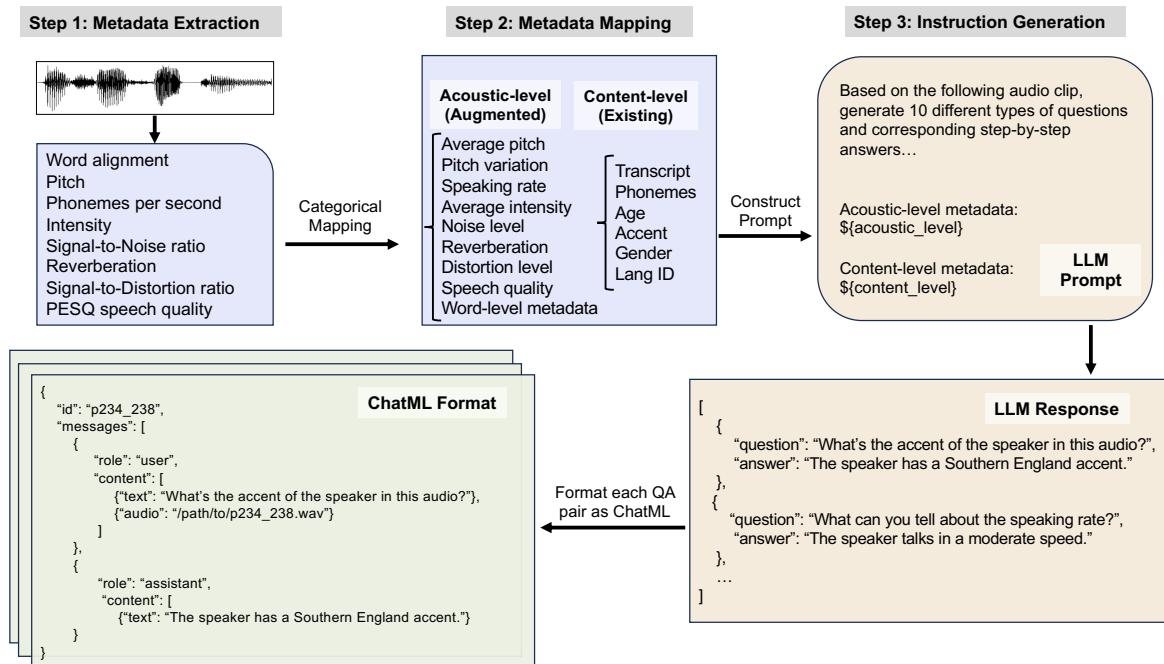 Step 1: Metadata Extraction
Word alignment
Pitch
Phonemes per second
Intensity
Signal-to-Noise ratio
Reverberation
Signal-to-Distortion ratio
PESQ speech quality
Categorical
Mapping
Step 2: Metadata Mapping
Acoustic-level
(Augmented)
Average pitch
Pitch variation
Speaking rate
Average intensity
Noise level
Reverberation
Distortion level
Speech quality
Word-level metadata
Content-level
(Existing)
Transcript
Phonemes
Age
Accent
Gender
Lang ID
Construct
Prompt
Step 3: Instruction Generation
Based on the following audio clip,
generate 10 different types of questions
and corresponding step-by-step
answers…
Acoustic-level metadata:
${acoustic_level}
Content-level metadata:
${content_level}
LLM
Prompt
LLM Response
[
{
“question”: “What’s the accent of the speaker in this audio?”,
“answer”: “The speaker has a Southern England accent.”
},
{
“question”: “What can you tell about the speaking rate?”,
“answer”: “The speaker talks in a moderate speed.”
},
…
]
Format each QA
pair as ChatML
ChatML Format
{
“id”: “p234_238”,
“messages”: [
{
“role”: “user”,
“content”: [
{“text”: “What’s the accent of the speaker in this audio?”},
{“audio”: “/path/to/p234_238.wav”}
]
},
{
“role”: “assistant”,
“content”: [
{“text”: “The speaker has a Southern England accent.”}
}
}